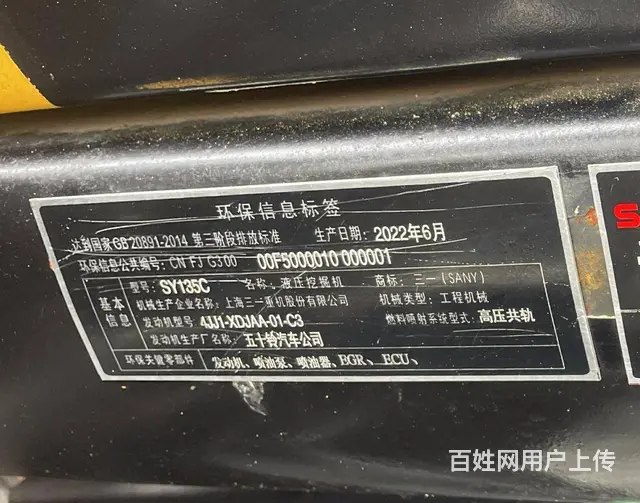 环保信息标签
达到国家GB 20891-2014 第三阶段排放标准 生产日期：2022年6月
环保信息公共编号：CN FJ G3 00 00F5000010 000001
基本信息
型号：SY135C 名称：液压挖掘机 商标：三一(SANY)
机械生产企业名称：上海三一重机股份有限公司 机械类型：工程机械
发动机型号：4JJ1-XDJAA-01-C3 燃料喷射系统型式：高压共轨
发动机生产厂名称：五十铃汽车公司
环保关键零部件 发动机、喷油泵、喷油器、EGR、ECU、
S
百姓网用户上传